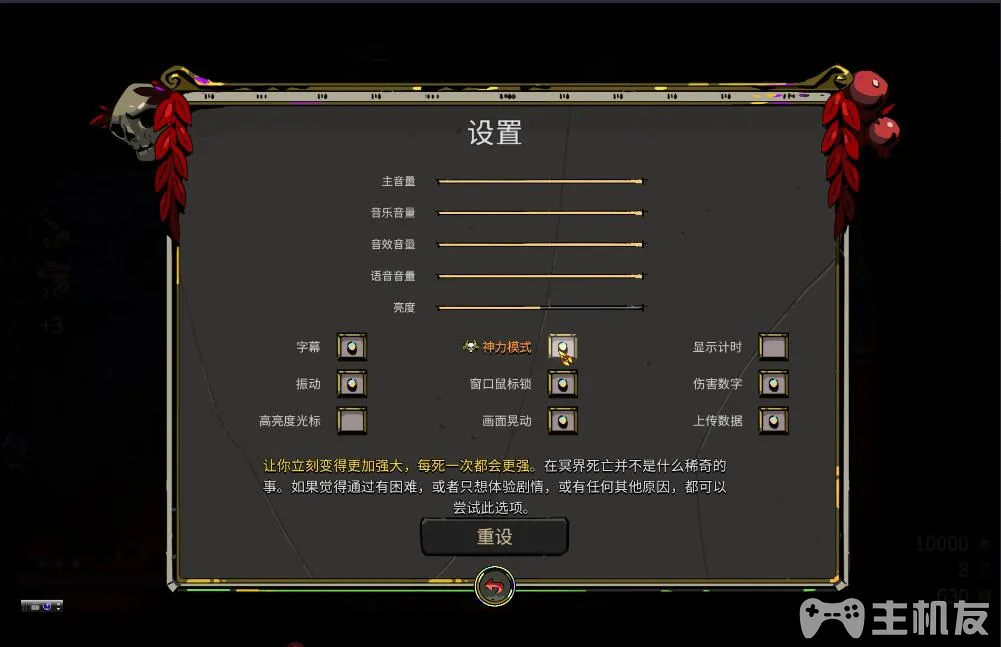 设置
主音量
音乐音量
音效音量
语音音量
亮度
字幕 神力模式 显示计时
振动 窗口鼠标锁 伤害数字
高亮度光标 画面晃动 上传数据
让你立刻变得更加强大，每死一次都会更强。在冥界死亡并不是什么稀奇的
事。如果觉得通过有困难，或者只想体验剧情，或有任何其他原因，都可以
尝试此选项。
重设
+3
10000
8
630
主机友